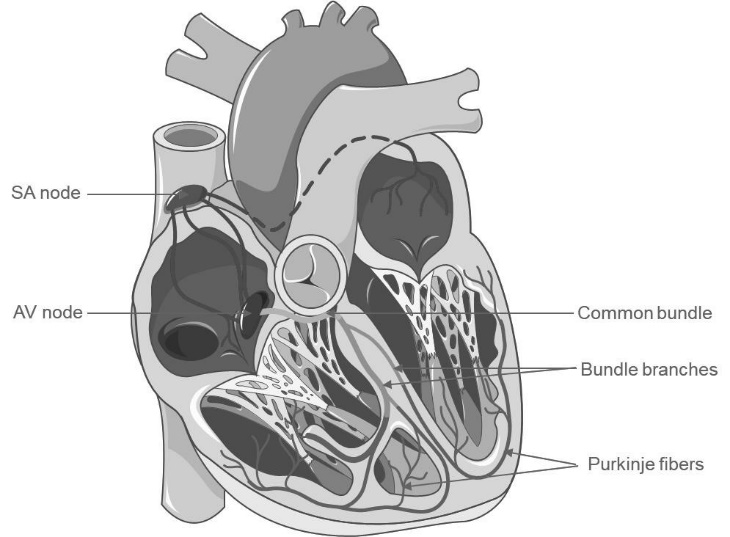 SA node
AV node
Common bundle
Bundle branches
Purkinje fibers